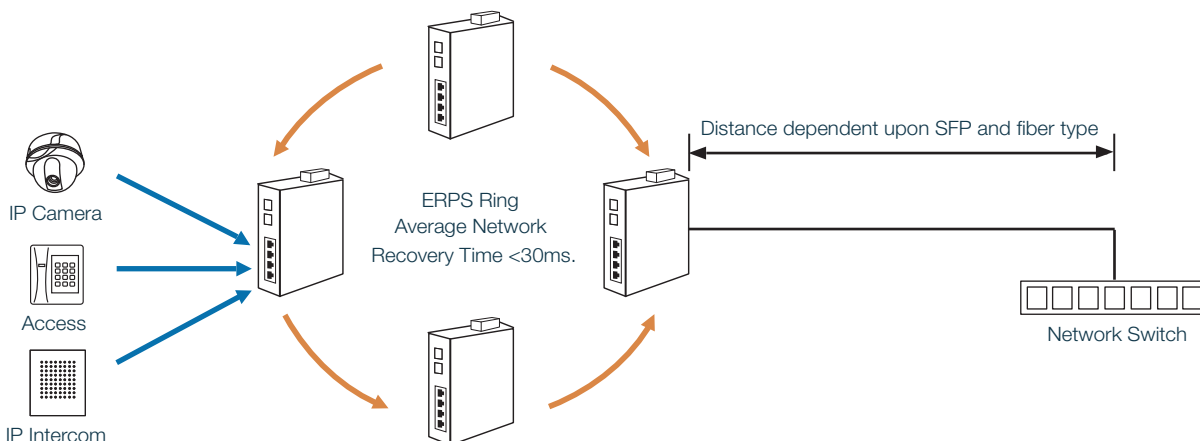 Distance dependent upon SFP and fiber type
IP Camera
ERPS Ring
Average Network
Recovery Time <30ms.
Access
Network Switch
IP Intercom